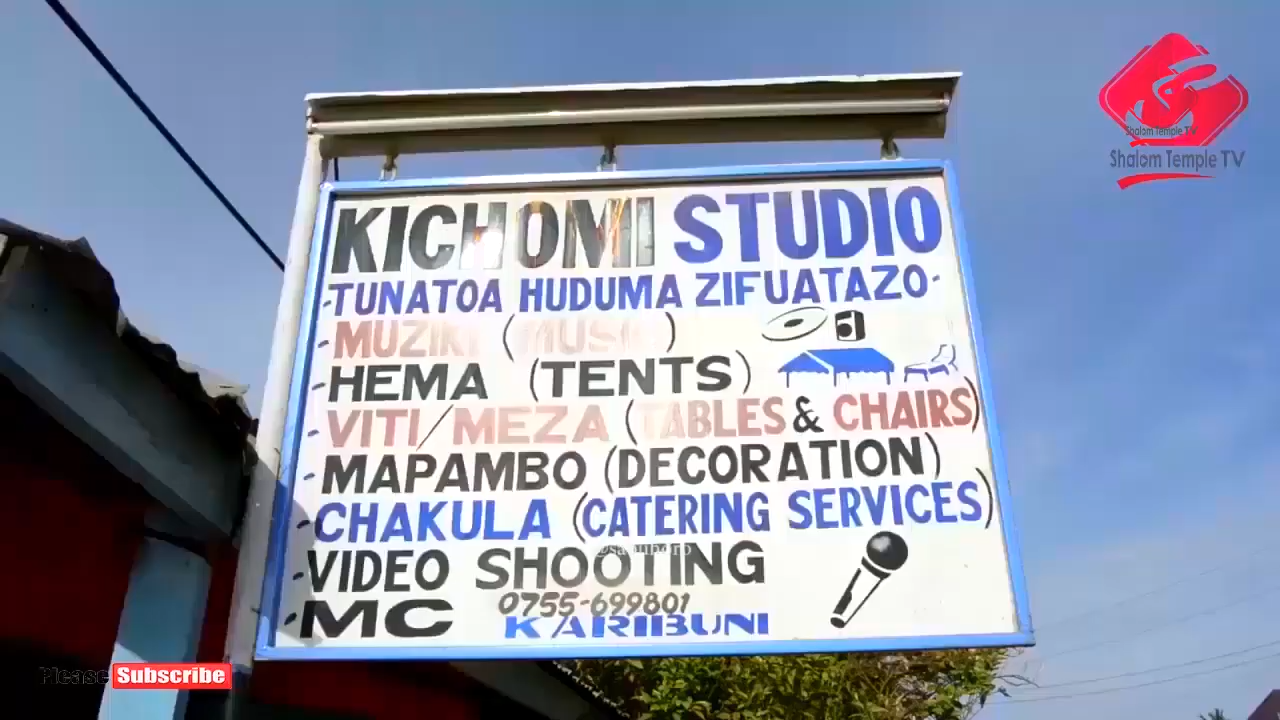 KICHOMI STUDIO
-TUNATOA HUDUMA ZIFUATAZO-
-MUZIKI (MUSIC)
-HEMA (TENTS)
-VITI/MEZA (TABLES & CHAIRS)
-MAPAMBO (DECORATION)
-CHAKULA (CATERING SERVICES)
-VIDEO SHOOTING
-MC 0755-699801
KARIBUNI
Shalom Temple TV
Shalom Temple TV
Please Subscribe